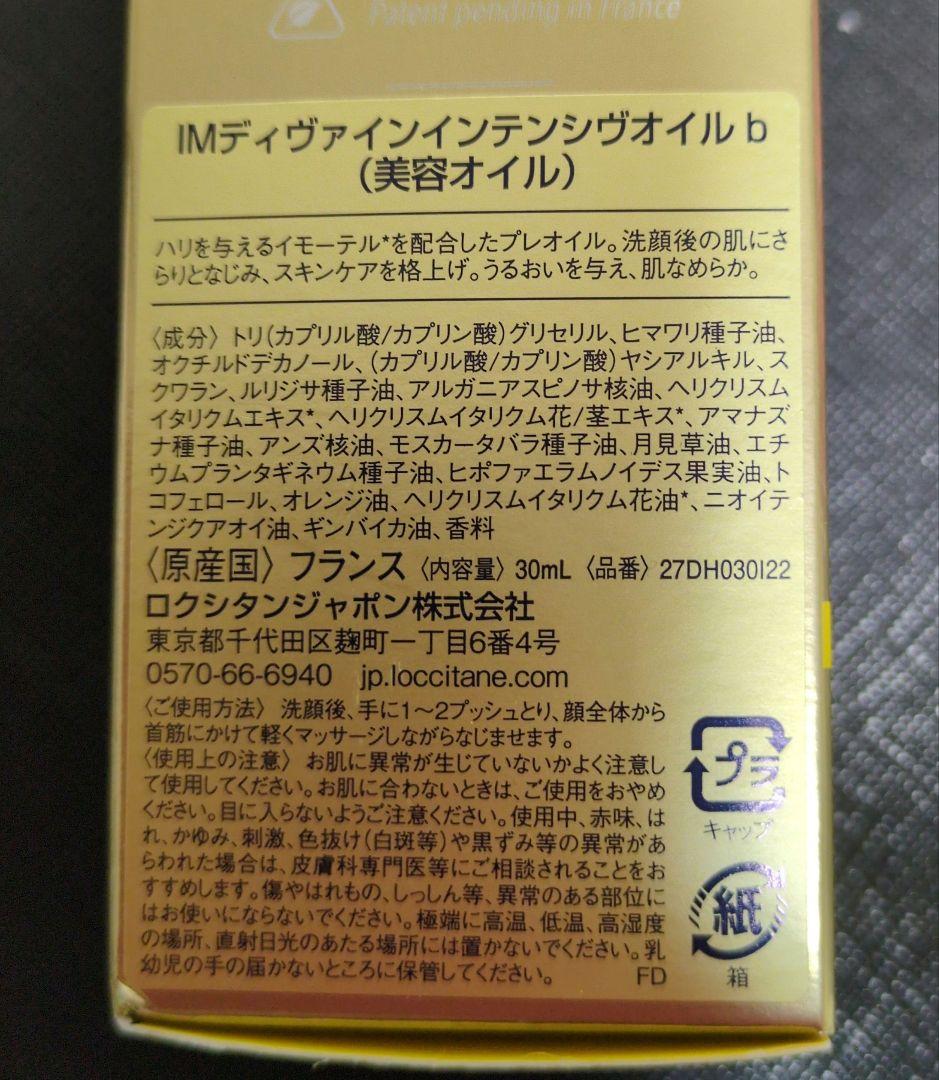 Patent pending in France
IMディヴァインインテンシヴオイル b
（美容オイル）
ハリを与えるイモーテル*を配合したプレオイル。洗顔後の肌にさ
らりとなじみ、スキンケアを格上げ。うるおいを与え、肌なめらか。
〈成分〉トリ（カプリル酸/カプリン酸）グリセリル、ヒマワリ種子油、
オクチルドデカノール、（カプリル酸/カプリン酸）ヤシアルキル、ス
クワラン、ルリジサ種子油、アルガニアスピノサ核油、ヘリクリスム
イタリクムエキス*、ヘリクリスムイタリクム花/茎エキス*、アマナズ
ナ種子油、アンズ核油、モスカータバラ種子油、月見草油、エチ
ウムプランタギネウム種子油、ヒポファエラムノイデス果実油、ト
コフェロール、オレンジ油、ヘリクリスムイタリクム花油*、ニオイテ
ンジクアオイ油、ギンバイカ油、香料
〈原産国〉フランス 〈内容量〉30mL 〈品番〉27DH030I22
ロクシタンジャポン株式会社
東京都千代田区麹町一丁目6番4号
0570-66-6940 jp.loccitane.com
〈ご使用方法〉洗顔後、手に1～2プッシュとり、顔全体から
首筋にかけて軽くマッサージしながらなじませます。
〈使用上の注意〉お肌に異常が生じていないかよく注意し
て使用してください。お肌に合わないときは、ご使用をおやめ
ください。目に入らないようご注意ください。使用中、赤味、は
れ、かゆみ、刺激、色抜け（白斑等）や黒ずみ等の異常があ
らわれた場合は、皮膚科専門医等にご相談されることをお
すすめします。傷やはれもの、しっしん等、異常のある部位に
はお使いにならないでください。極端に高温、低温、高湿度
の場所、直射日光のあたる場所には置かないでください。乳
幼児の手の届かないところに保管してください。 FD
プラ
キャップ
紙
箱